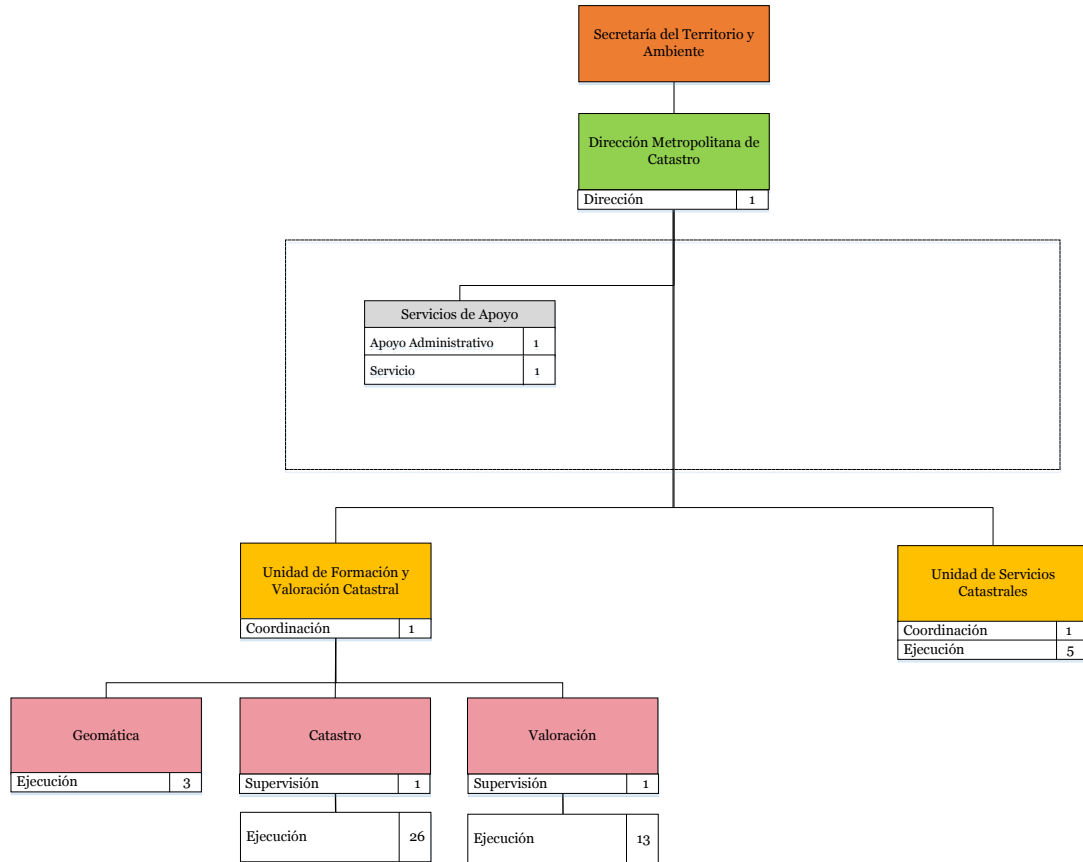 Secretaría del Territorio y
Ambiente
Dirección Metropolitana de
Catastro
Dirección 1
Servicios de Apoyo
Apoyo Administrativo 1
Servicio 1
Unidad de Formación y
Valoración Catastral
Coordinación 1
Unidad de Servicios
Catastrales
Coordinación 1
Ejecución 5
Geomática
Ejecución 3
Catastro
Supervisión 1
Ejecución 26
Valoración
Supervisión 1
Ejecución 13